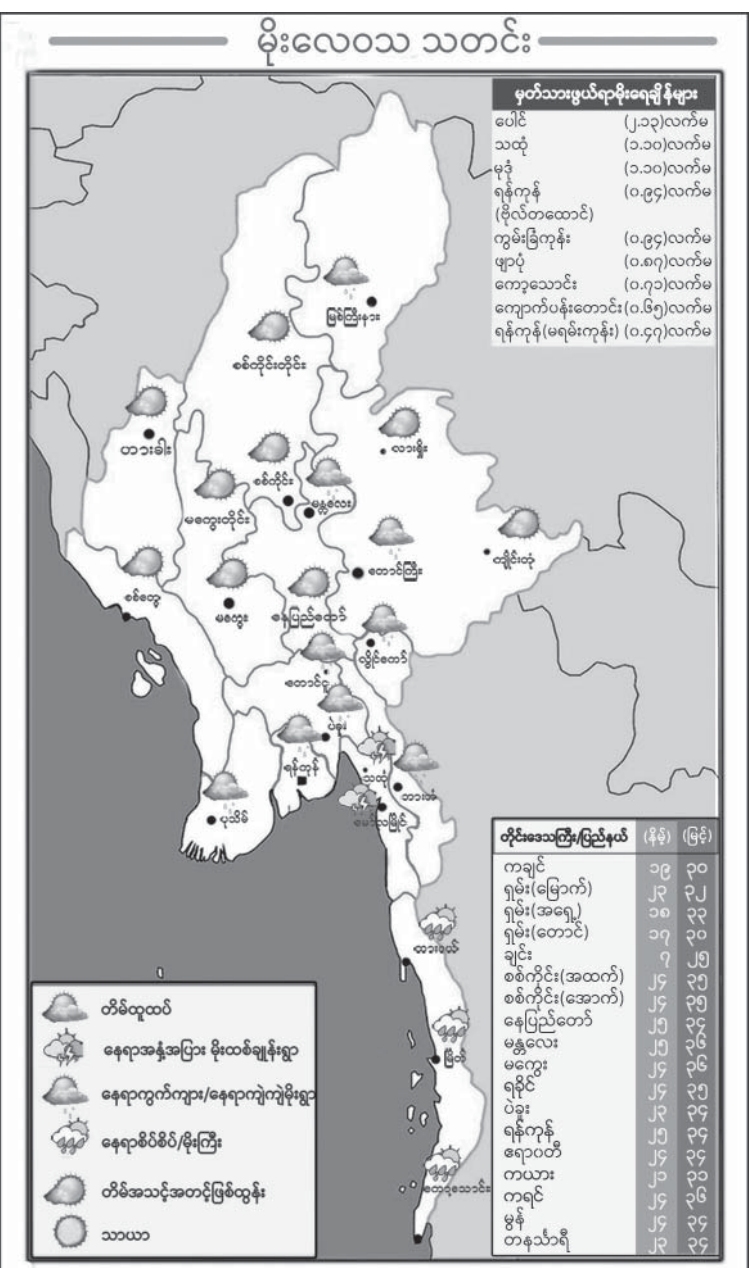 မိုးလေဝသ သတင်း
မှတ်သားဖွယ်ရာမိုးရေချိန်များ
ပေါင် (၂.၁၃)လက်မ
သထုံ (၁.၁၀)လက်မ
မုဒုံ (၁.၁၀)လက်မ
ရန်ကုန် (၀.၉၄)လက်မ
(ဗိုလ်တထောင်)
ကွမ်းခြံကုန်း (၀.၉၄)လက်မ
ဖျာပုံ (၀.၈၇)လက်မ
ကော့သောင်း (၀.၇၁)လက်မ
ကျောက်ပန်းတောင်း(၀.၆၅)လက်မ
ရန်ကုန်(မရမ်းကုန်း) (၀.၄၇)လက်မ
မြစ်ကြီးနား
စစ်ကိုင်းတိုင်း
ဟားခါး
လားရှိုး
စစ်ကိုင်း
မန္တလေး
မကွေးတိုင်း
ကျိုင်းတုံ
တောင်ကြီး
စစ်တွေ
မကွေး
နေပြည်တော်
လွိုင်ကော်
တောင်ငူ
ပဲခူး
ရန်ကုန်
သထုံ
ဘားအံ
ပုသိမ်
မော်လမြိုင်
ထားဝယ်
မြိတ်
ကော့သောင်း
တိမ်ထူထပ်
နေရာအနှံ့အပြား မိုးထစ်ချုန်းရွာ
နေရာကွက်ကျား/နေရာကျဲကျဲမိုးရွာ
နေရာစိပ်စိပ်/မိုးကြီး
တိမ်အသင့်အတင့်ဖြစ်ထွန်း
သာယာ
တိုင်းဒေသကြီး/ပြည်နယ် (နိမ့်) (မြင့်)
ကချင် ၁၉ ၃၀
ရှမ်း(မြောက်) ၂၃ ၃၂
ရှမ်း(အရှေ့) ၁၈ ၃၃
ရှမ်း(တောင်) ၁၇ ၃၀
ချင်း ၇ ၂၅
စစ်ကိုင်း(အထက်) ၂၄ ၃၅
စစ်ကိုင်း(အောက်) ၂၄ ၃၅
နေပြည်တော် ၂၅ ၃၄
မန္တလေး ၂၅ ၃၆
မကွေး ၂၄ ၃၆
ရခိုင် ၂၄ ၃၅
ပဲခူး ၂၃ ၃၄
ရန်ကုန် ၂၅ ၃၄
ဧရာဝတီ ၂၄ ၃၄
ကယား ၂၁ ၃၁
ကရင် ၂၄ ၃၆
မွန် ၂၄ ၃၄
တနင်္သာရီ ၂၃ ၃၄